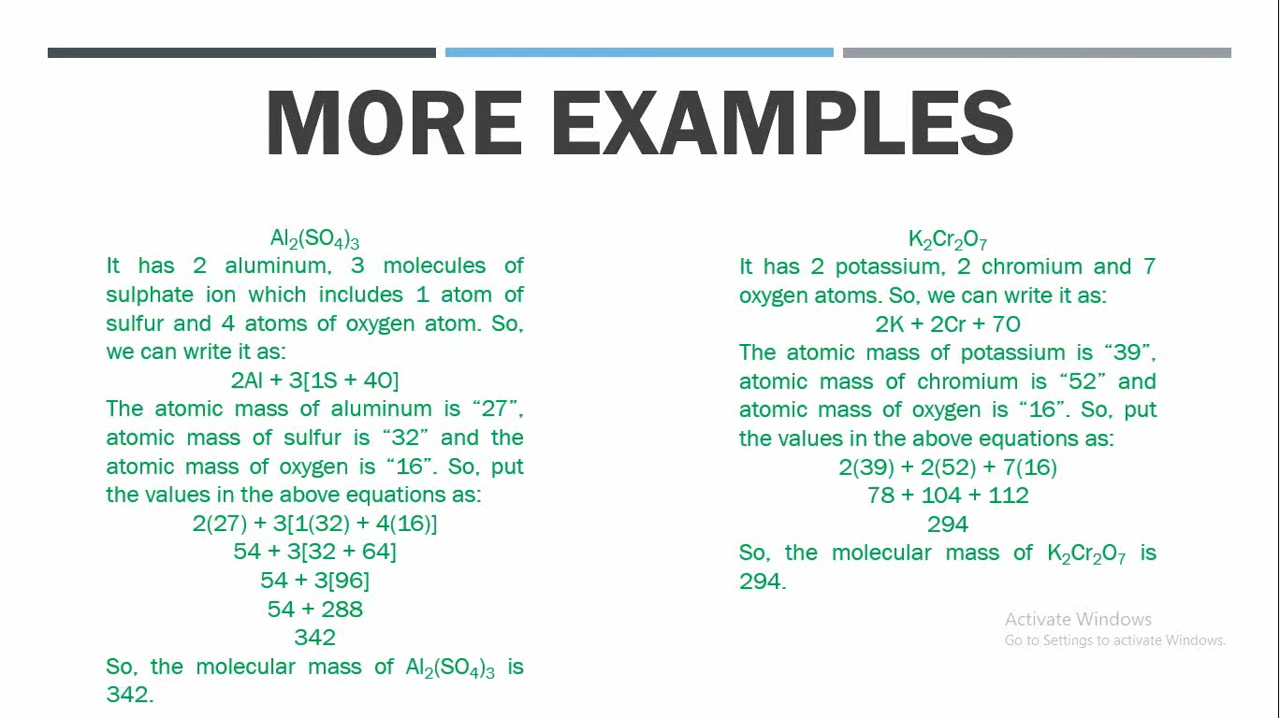 MORE EXAMPLES
Al₂(SO₄)₃
It has 2 aluminum, 3 molecules of
sulphate ion which includes 1 atom of
sulfur and 4 atoms of oxygen atom. So,
we can write it as:
2Al + 3[1S + 4O]
The atomic mass of aluminum is “27”,
atomic mass of sulfur is “32” and the
atomic mass of oxygen is “16”. So, put
the values in the above equations as:
2(27) + 3[1(32) + 4(16)]
54 + 3[32 + 64]
54 + 3[96]
54 + 288
342
So, the molecular mass of Al₂(SO₄)₃ is
342.
K₂Cr₂O₇
It has 2 potassium, 2 chromium and 7
oxygen atoms. So, we can write it as:
2K + 2Cr + 7O
The atomic mass of potassium is “39”,
atomic mass of chromium is “52” and
atomic mass of oxygen is “16”. So, put
the values in the above equations as:
2(39) + 2(52) + 7(16)
78 + 104 + 112
294
So, the molecular mass of K₂Cr₂O₇ is
294.
Activate Windows
Go to Settings to activate Windows.